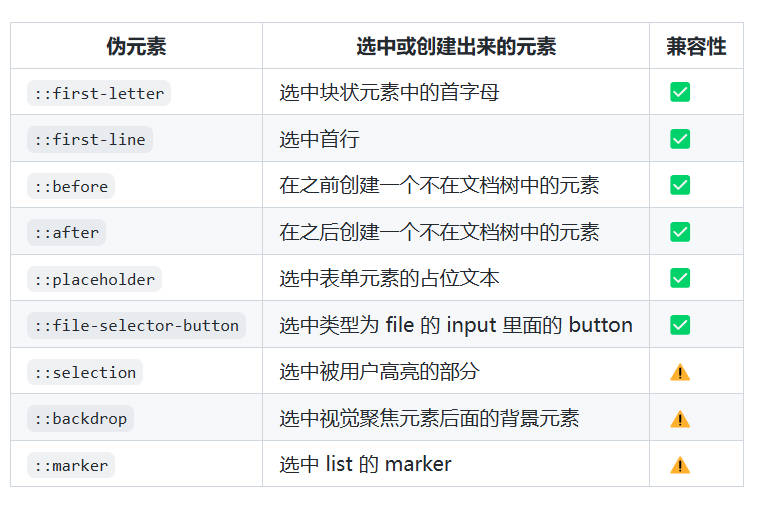 伪元素 选中或创建出来的元素 兼容性
::first-letter 选中块状元素中的首字母 ✅
::first-line 选中首行 ✅
::before 在之前创建一个不在文档树中的元素 ✅
::after 在之后创建一个不在文档树中的元素 ✅
::placeholder 选中表单元素的占位文本 ✅
::file-selector-button 选中类型为 file 的 input 里面的 button ✅
::selection 选中被用户高亮的部分 ⚠️
::backdrop 选中视觉聚焦元素后面的背景元素 ⚠️
::marker 选中 list 的 marker ⚠️